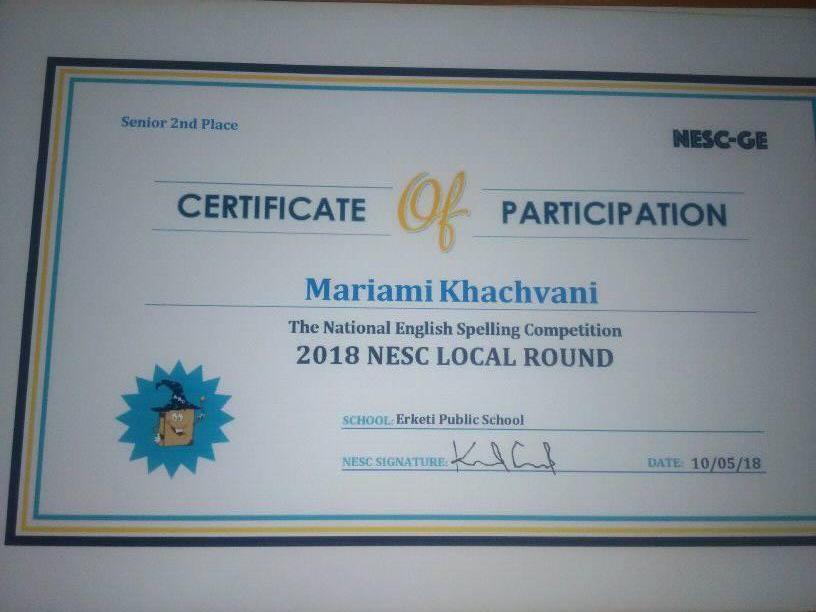 Senior 2nd Place
NESC-GE
CERTIFICATE Of PARTICIPATION
Mariami Khachvani
The National English Spelling Competition
2018 NESC LOCAL ROUND
SCHOOL: Erketi Public School
NESC SIGNATURE:
DATE: 10/05/18